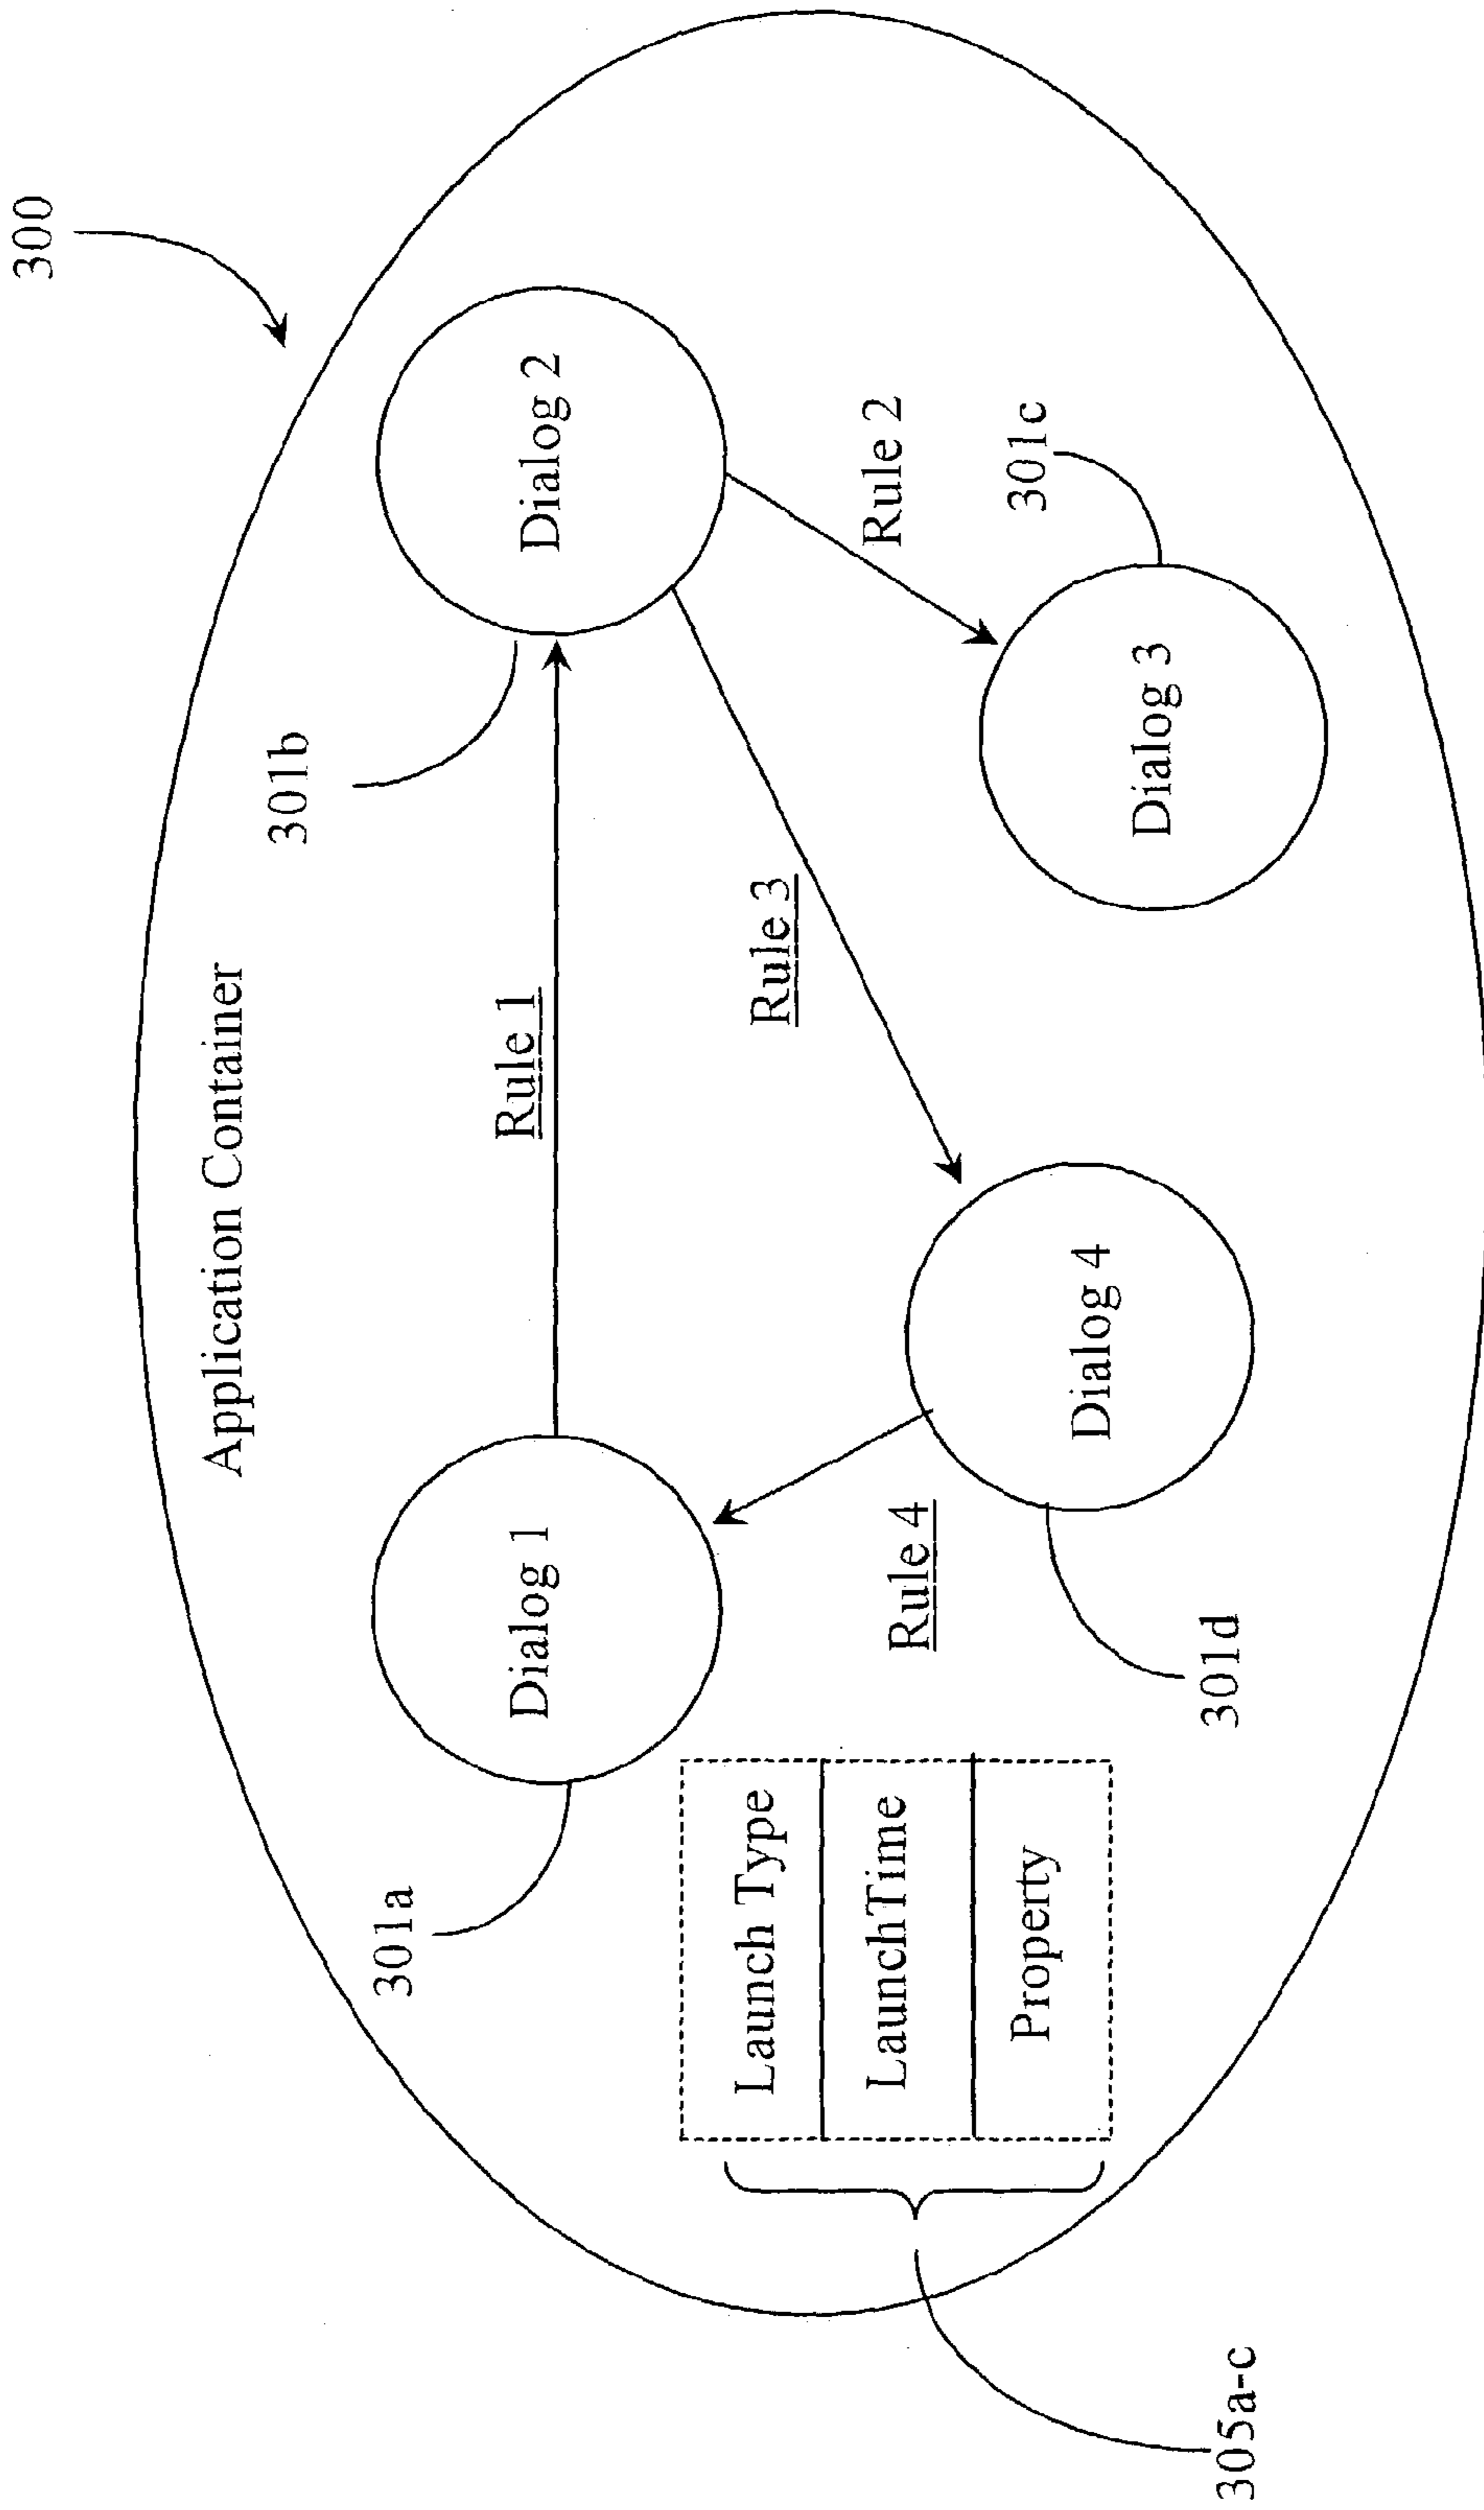 300
Application Container
301b
301a
Dialog 1
Rule 1
Dialog 2
Rule 3
Rule 2
Launch Type
LaunchTime
Property
Rule 4
301c
Dialog 4
Dialog 3
301d
305a-c